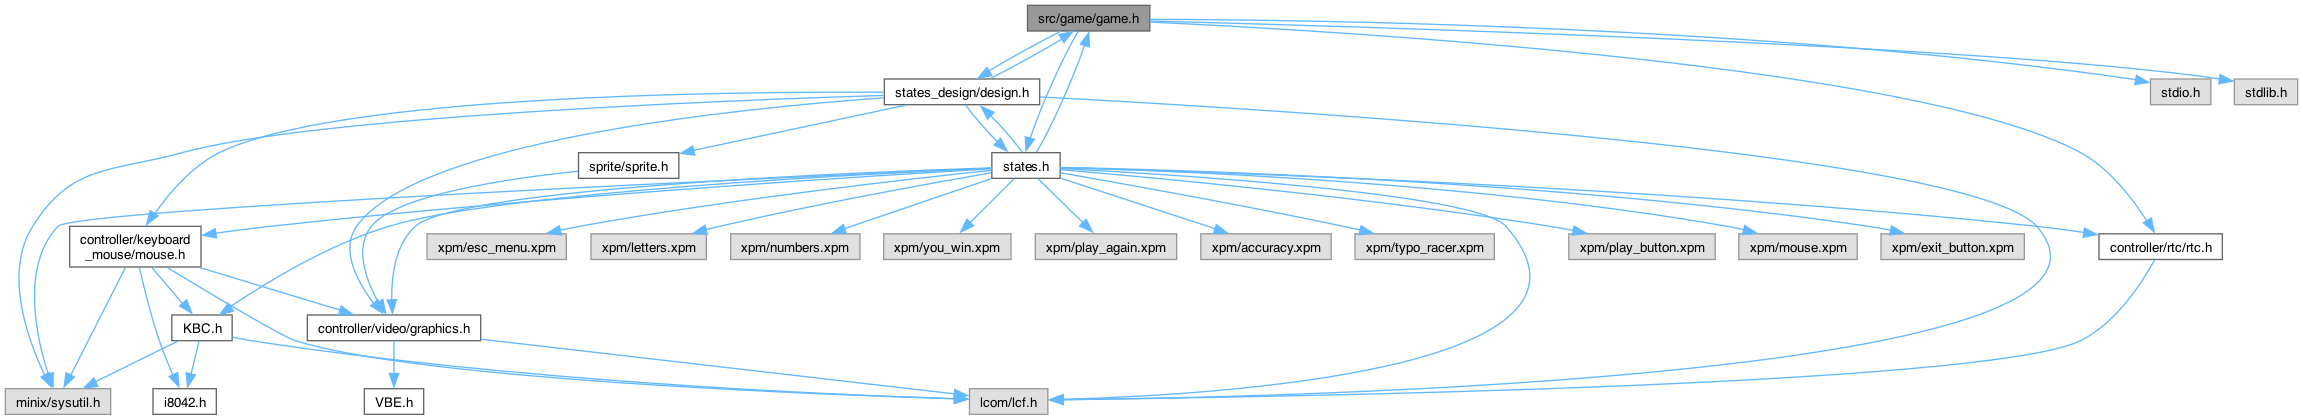 src/game/game.h
states_design/design.h
stdio.h
stdlib.h
sprite/sprite.h
states.h
controller/keyboard
_mouse/mouse.h
xpm/esc_menu.xpm
xpm/letters.xpm
xpm/numbers.xpm
xpm/you_win.xpm
xpm/play_again.xpm
xpm/accuracy.xpm
xpm/typo_racer.xpm
xpm/play_button.xpm
xpm/mouse.xpm
xpm/exit_button.xpm
controller/rtc/rtc.h
KBC.h
controller/video/graphics.h
minix/sysutil.h
i8042.h
VBE.h
lcom/lcf.h